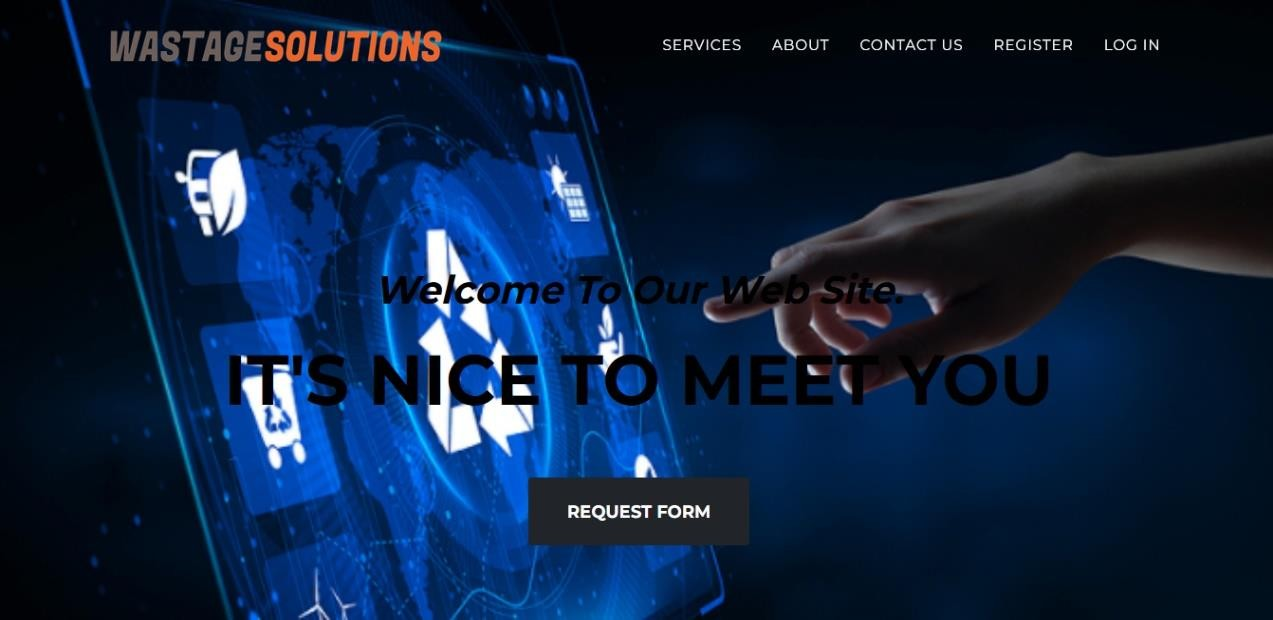 WASTAGESOLUTIONS
SERVICES ABOUT CONTACT US REGISTER LOG IN
Welcome To Our Web Site.
IT'S NICE TO MEET YOU
REQUEST FORM